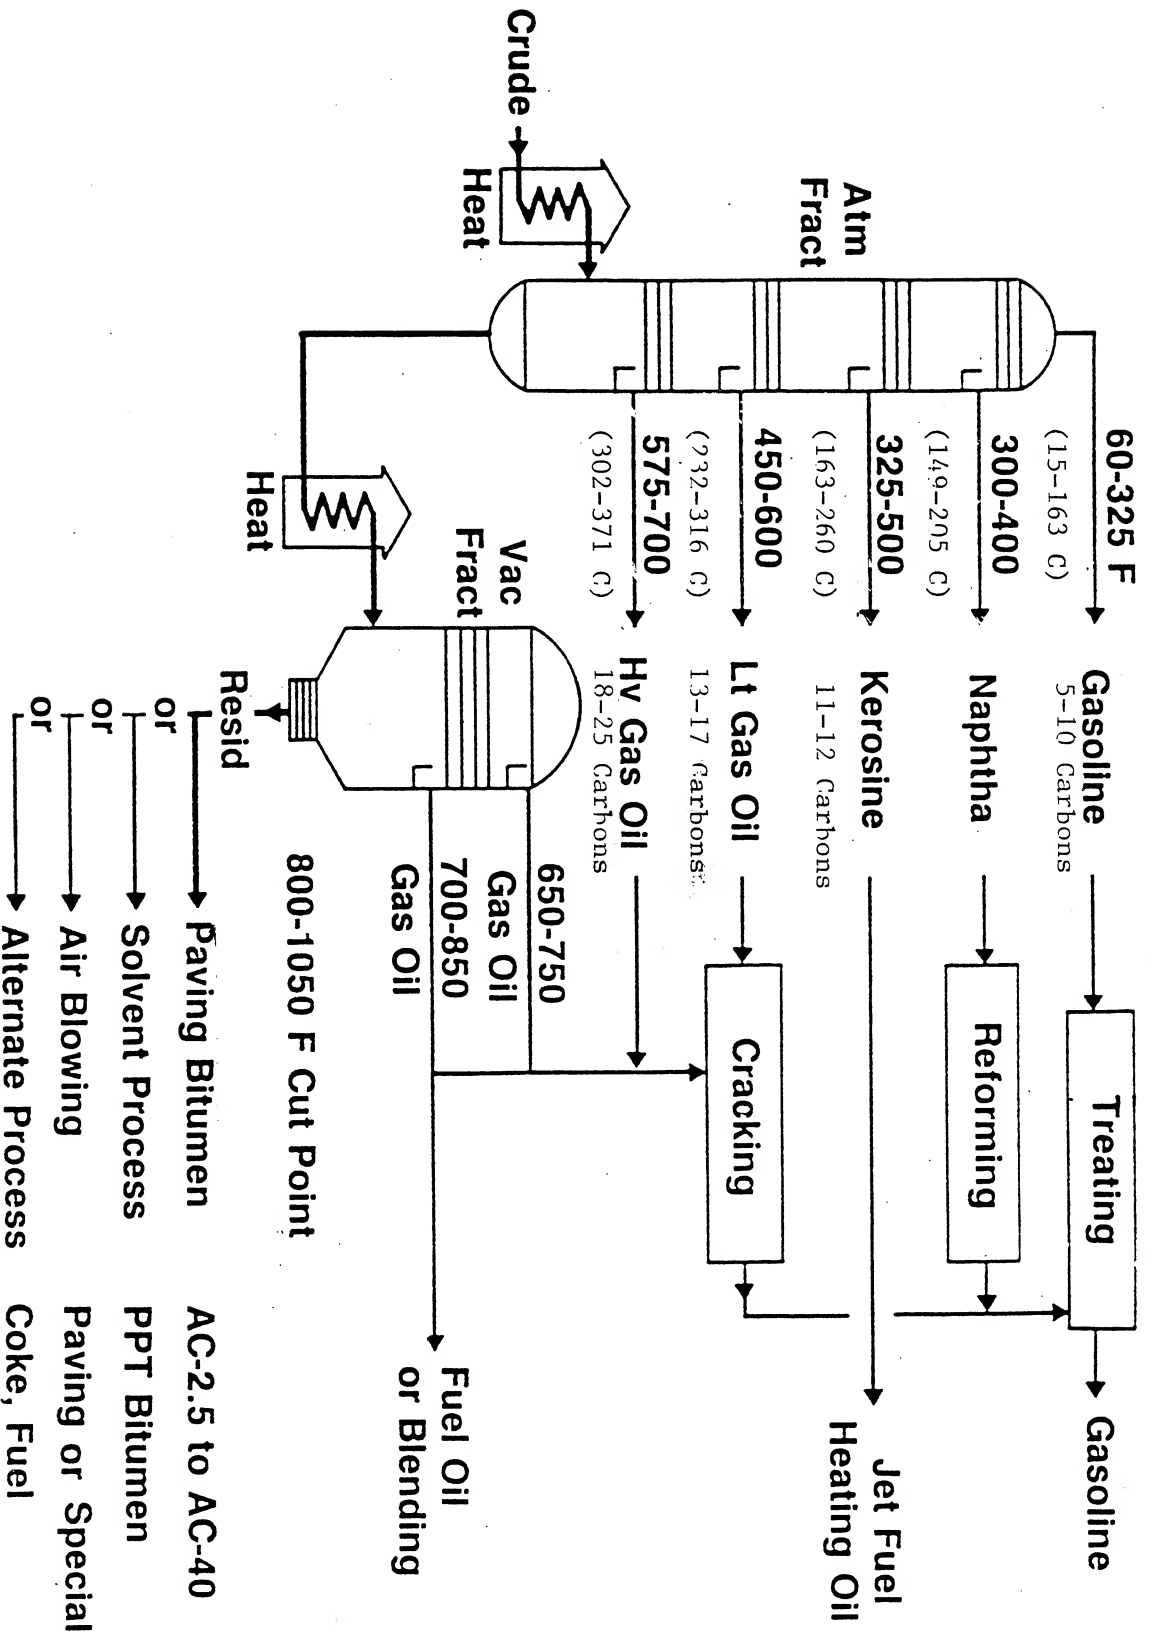 Crude
Heat
Atm
Fract
60-325 F
(15-163 C)
Gasoline
5-10 Carbons
Treating
Gasoline
300-400
(149-205 C)
Naphtha
Reforming
325-500
(163-260 C)
Kerosine
11-12 Carbons
Jet Fuel
Heating Oil
450-600
(232-316 C)
Lt Gas Oil
13-17 Carbons
Cracking
575-700
(302-371 C)
Hv Gas Oil
18-25 Carbons
Heat
Vac
Fract
650-750
Gas Oil
700-850
Gas Oil
Fuel Oil
or Blending
800-1050 F Cut Point
Resid
Paving Bitumen AC-2.5 to AC-40
or
Solvent Process PPT Bitumen
or
Air Blowing Paving or Special
or
Alternate Process Coke, Fuel